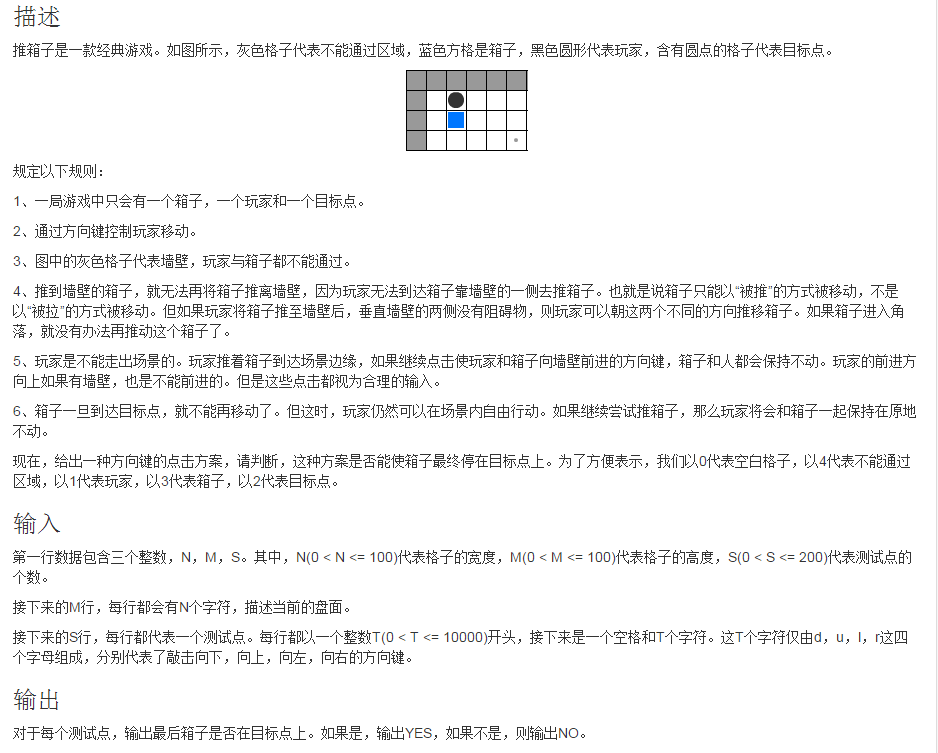 描述
推箱子是一款经典游戏。如图所示，灰色格子代表不能通过区域，蓝色方格是箱子，黑色圆形代表玩家，含有圆点的格子代表目标点。
规定以下规则：
1、一局游戏中只会有一个箱子，一个玩家和一个目标点。
2、通过方向键控制玩家移动。
3、图中的灰色格子代表墙壁，玩家与箱子都不能通过。
4、推到墙壁的箱子，就无法再将箱子推离墙壁，因为玩家无法到达箱子靠墙壁的一侧去推箱子。也就是说箱子只能以“被推”的方式被移动，不是
以“被拉”的方式被移动。但如果玩家将箱子推至墙壁后，垂直墙壁的两侧没有阻碍物，则玩家可以朝这两个不同的方向推移箱子。如果箱子进入角
落，就没有办法再推动这个箱子了。
5、玩家是不能走出场景的。玩家推着箱子到达场景边缘，如果继续点击使玩家和箱子向墙壁前进的方向键，箱子和人都会保持不动。玩家的前进方
向上如果有墙壁，也是不能前进的。但是这些点击都视为合理的输入。
6、箱子一旦到达目标点，就不能再移动了。但这时，玩家仍然可以在场景内自由行动。如果继续尝试推箱子，那么玩家将会和箱子一起保持在原地
不动。
现在，给出一种方向键的点击方案，请判断，这种方案是否能使箱子最终停在目标点上。为了方便表示，我们以0代表空白格子，以4代表不能通过
区域，以1代表玩家，以3代表箱子，以2代表目标点。
输入
第一行数据包含三个整数，N，M，S。其中，N(0 < N <= 100)代表格子的宽度，M(0 < M <= 100)代表格子的高度，S(0 < S <= 200)代表测试点的
个数。
接下来的M行，每行都会有N个字符，描述当前的盘面。
接下来的S行，每行都代表一个测试点。每行都以一个整数T(0 < T <= 10000)开头，接下来是一个空格和T个字符。这T个字符仅由d，u，l，r这四
个字母组成，分别代表了敲击向下，向上，向左，向右的方向键。
输出
对于每个测试点，输出最后箱子是否在目标点上。如果是，输出YES，如果不是，则输出NO。